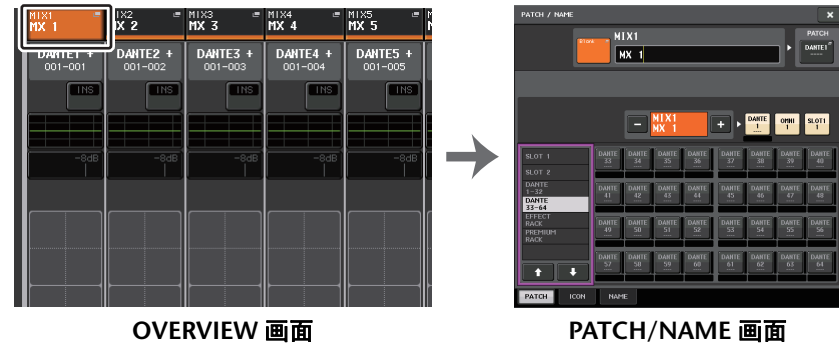 MIX1 MIX2 MIX3 MIX4 MIX5
MX 1 MX 2 MX 3 MX 4 MX 5
DANTE1 + DANTE2 + DANTE3 + DANTE4 + DANTE5 +
001-001 001-002 001-003 001-004 001-005
INS INS INS INS INS
-8dB -8dB -8dB -8dB
OVERVIEW 画面
PATCH / NAME
Blank MIX1 PATCH
MX 1 DANTE1
MIX1
MX 1
− + DANTE 1 OMNI 1 SLOT1 1
SLOT 1
SLOT 2
DANTE
1-32
DANTE
33-64
EFFECT
RACK
PREMIUM
RACK
DANTE 33 DANTE 34 DANTE 35 DANTE 36 DANTE 37 DANTE 38 DANTE 39 DANTE 40
DANTE 41 DANTE 42 DANTE 43 DANTE 44 DANTE 45 DANTE 46 DANTE 47 DANTE 48
DANTE 49 DANTE 50 DANTE 51 DANTE 52 DANTE 53 DANTE 54 DANTE 55 DANTE 56
DANTE 57 DANTE 58 DANTE 59 DANTE 60 DANTE 61 DANTE 62 DANTE 63 DANTE 64
PATCH ICON NAME
PATCH/NAME 画面